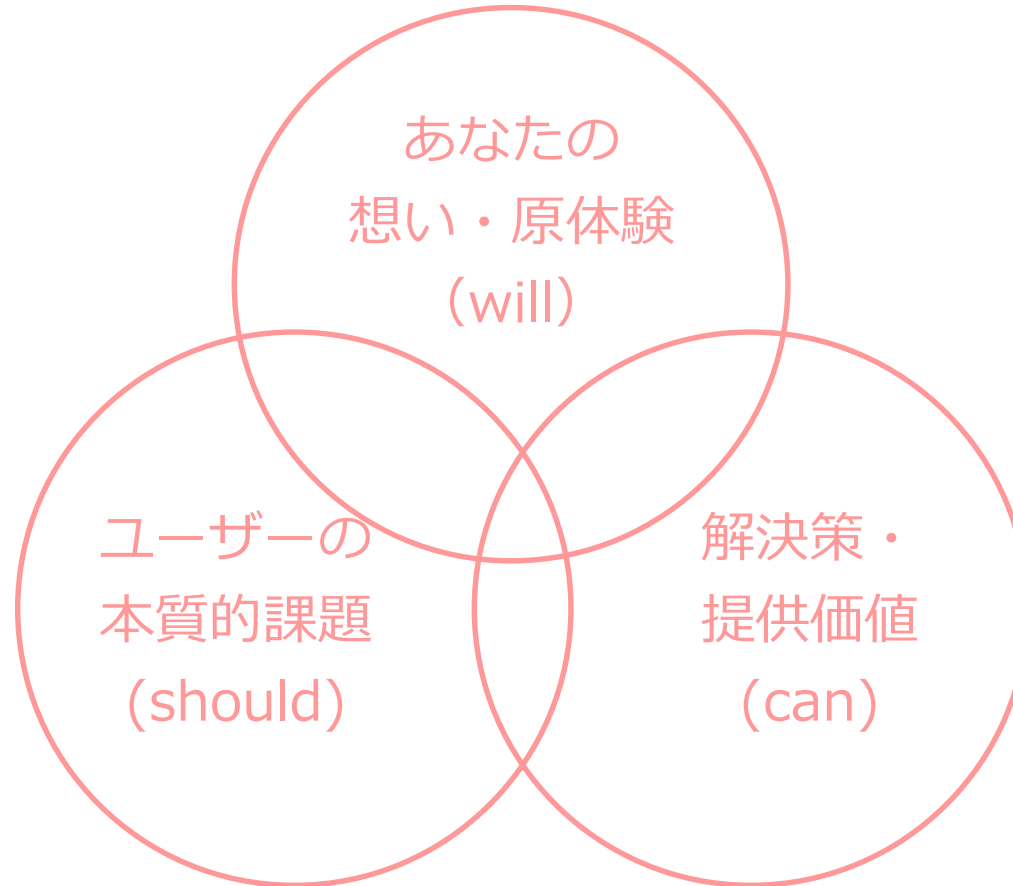 あなたの
想い・原体験
（will）
ユーザーの
本質的課題
(should)
解決策・
提供価値
(can)